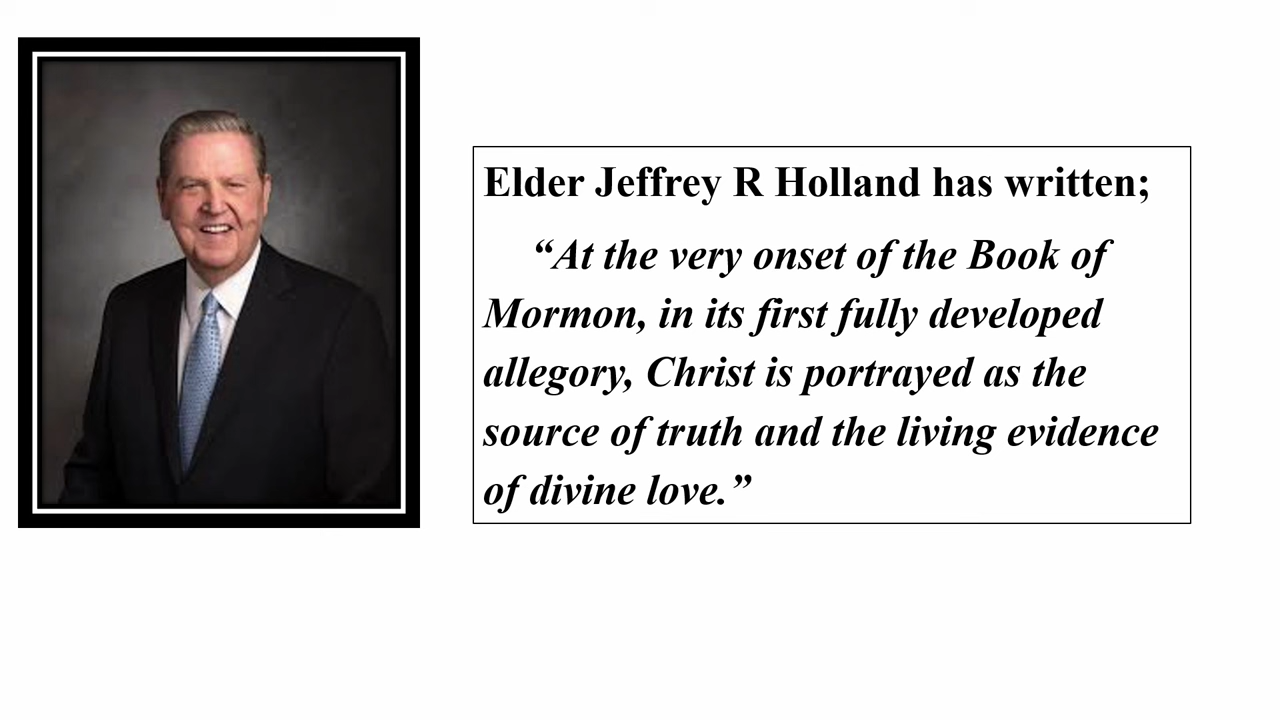 Elder Jeffrey R Holland has written;
“At the very onset of the Book of
Mormon, in its first fully developed
allegory, Christ is portrayed as the
source of truth and the living evidence
of divine love.”